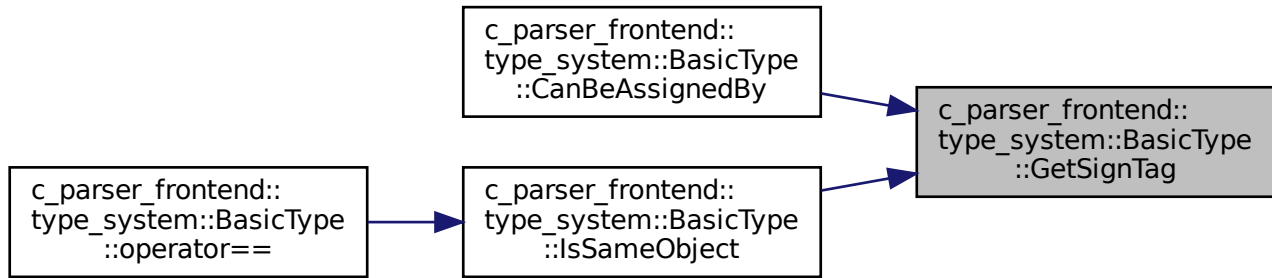 c_parser_frontend::
type_system::BasicType
::CanBeAssignedBy
c_parser_frontend::
type_system::BasicType
::GetSignTag
c_parser_frontend::
type_system::BasicType
::operator==
c_parser_frontend::
type_system::BasicType
::IsSameObject